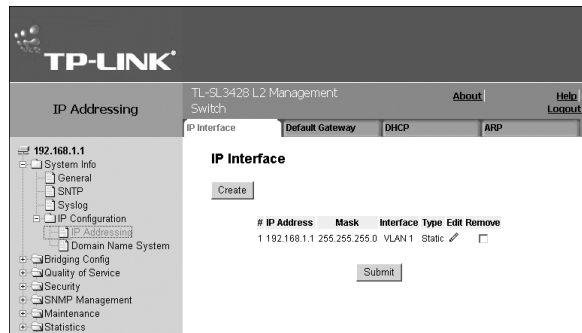 TP-LINK
IP Addressing
TL-SL3428 L2 Management
Switch
About
Help
Logout
IP Interface
Default Gateway
DHCP
ARP
192.168.1.1
System Info
General
SNTP
Syslog
IP Configuration
IP Addressing
Domain Name System
Bridging Config
Quality of Service
Security
SNMP Management
Maintenance
Statistics
IP Interface
Create
# IP Address Mask Interface Type Edit Remove
1 192.168.1.1 255.255.255.0 VLAN 1 Static
Submit